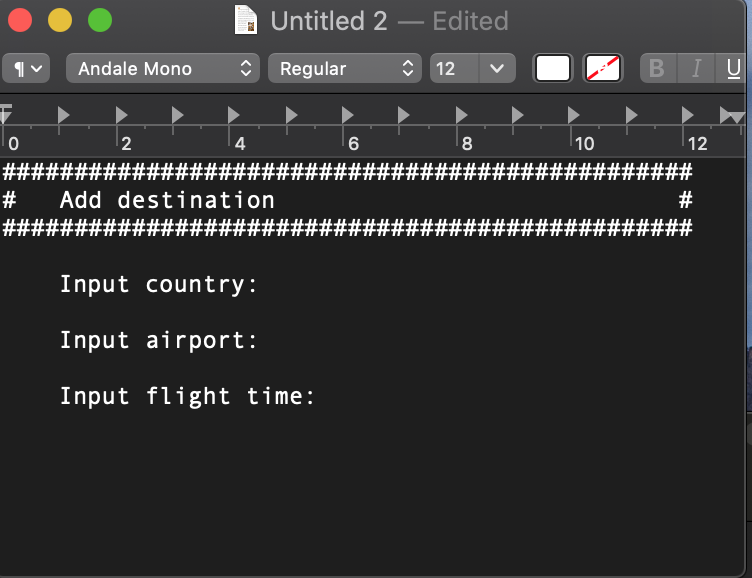 Untitled 2 — Edited
¶ Andale Mono Regular 12 B I U
0 2 4 6 8 10 12
################################################
#   Add destination                            #
################################################
Input country:
Input airport:
Input flight time: